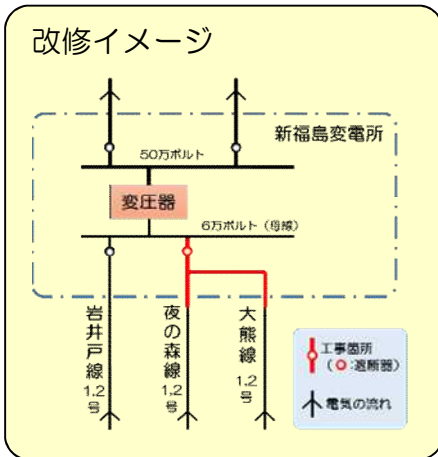 改修イメージ
新福島変電所
50万ボルト
変圧器
6万ボルト（母線）
岩井戸線
1,2
号
夜の森線
1,2
号
大熊線
1,2
号
工事箇所
（○:遮断器）
電気の流れ